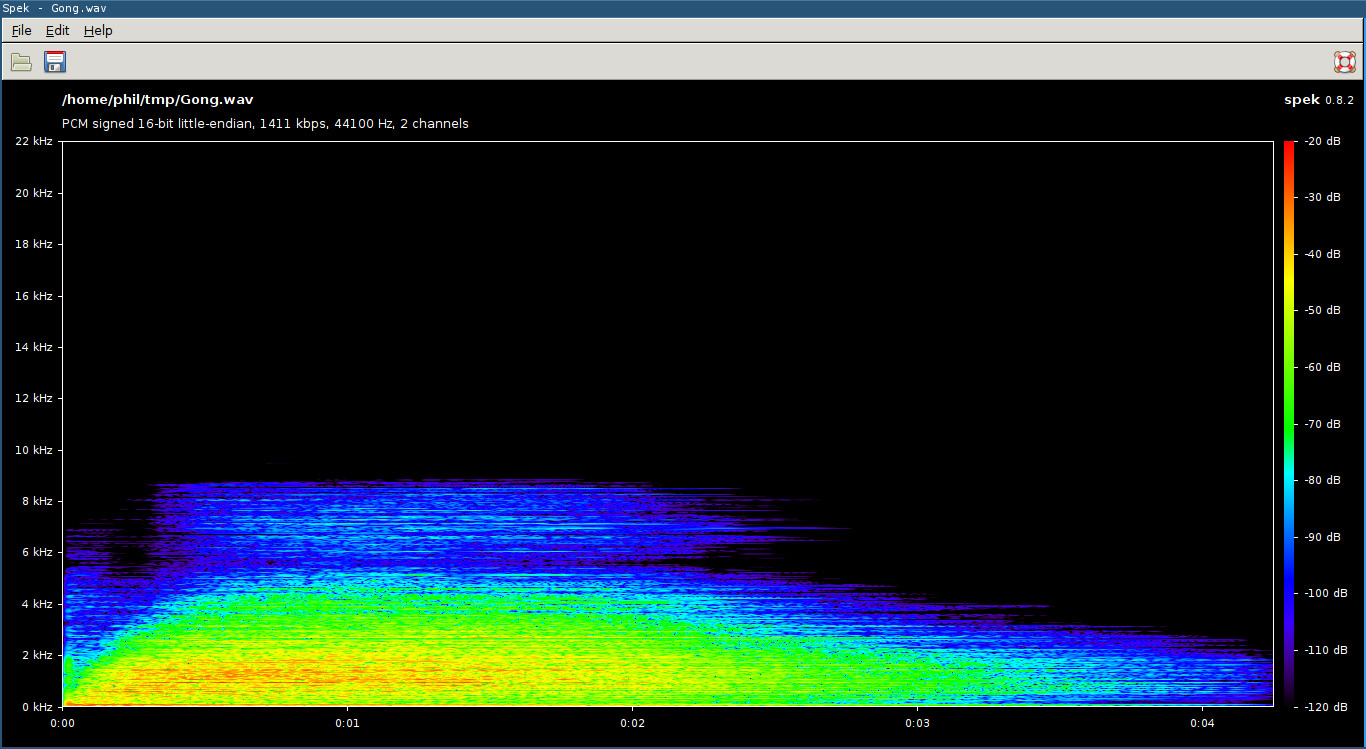 Spek - Gong.wav
File Edit Help
/home/phil/tmp/Gong.wav
spek 0.8.2
PCM signed 16-bit little-endian, 1411 kbps, 44100 Hz, 2 channels
22 kHz
-20 dB
20 kHz
-30 dB
18 kHz
-40 dB
16 kHz
-50 dB
14 kHz
-60 dB
12 kHz
-70 dB
10 kHz
-80 dB
8 kHz
-90 dB
6 kHz
-100 dB
4 kHz
-110 dB
2 kHz
-120 dB
0 kHz
0:00 0:01 0:02 0:03 0:04